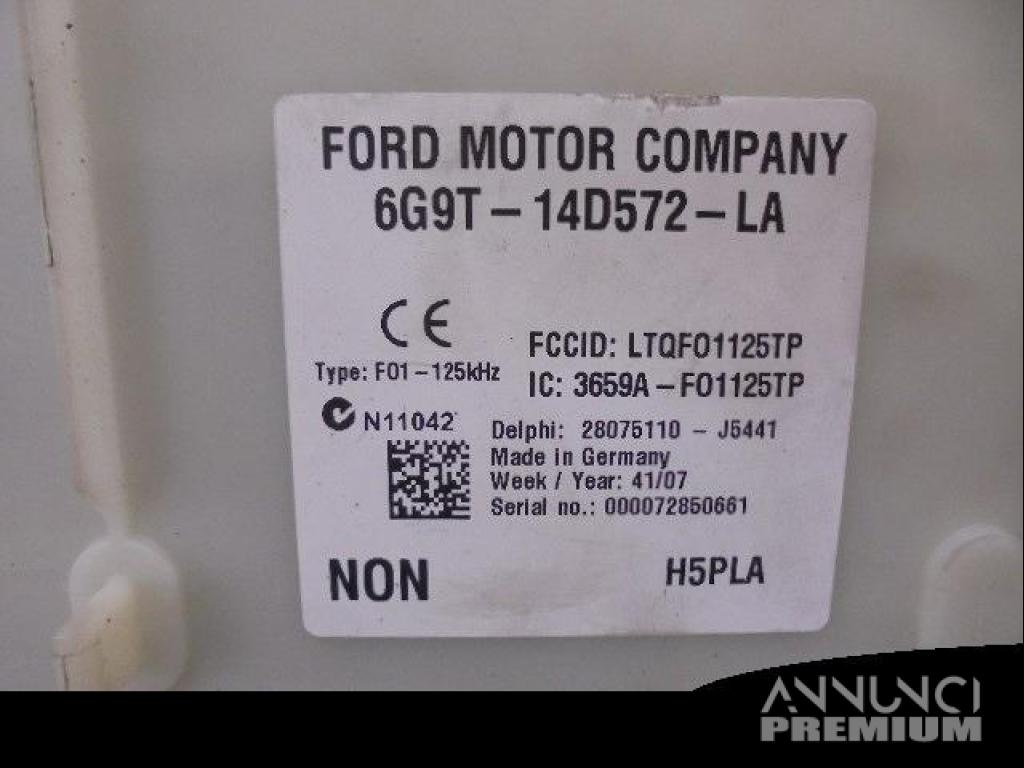 FORD MOTOR COMPANY
6G9T-14D572-LA
CE
Type: FO1-125kHz
N11042
FCCID: LTQFO1125TP
IC: 3659A-FO1125TP
Delphi: 28075110 - J5441
Made in Germany
Week / Year: 41/07
Serial no.: 000072850661
NON
H5PLA
ANNUNCI
PREMIUM